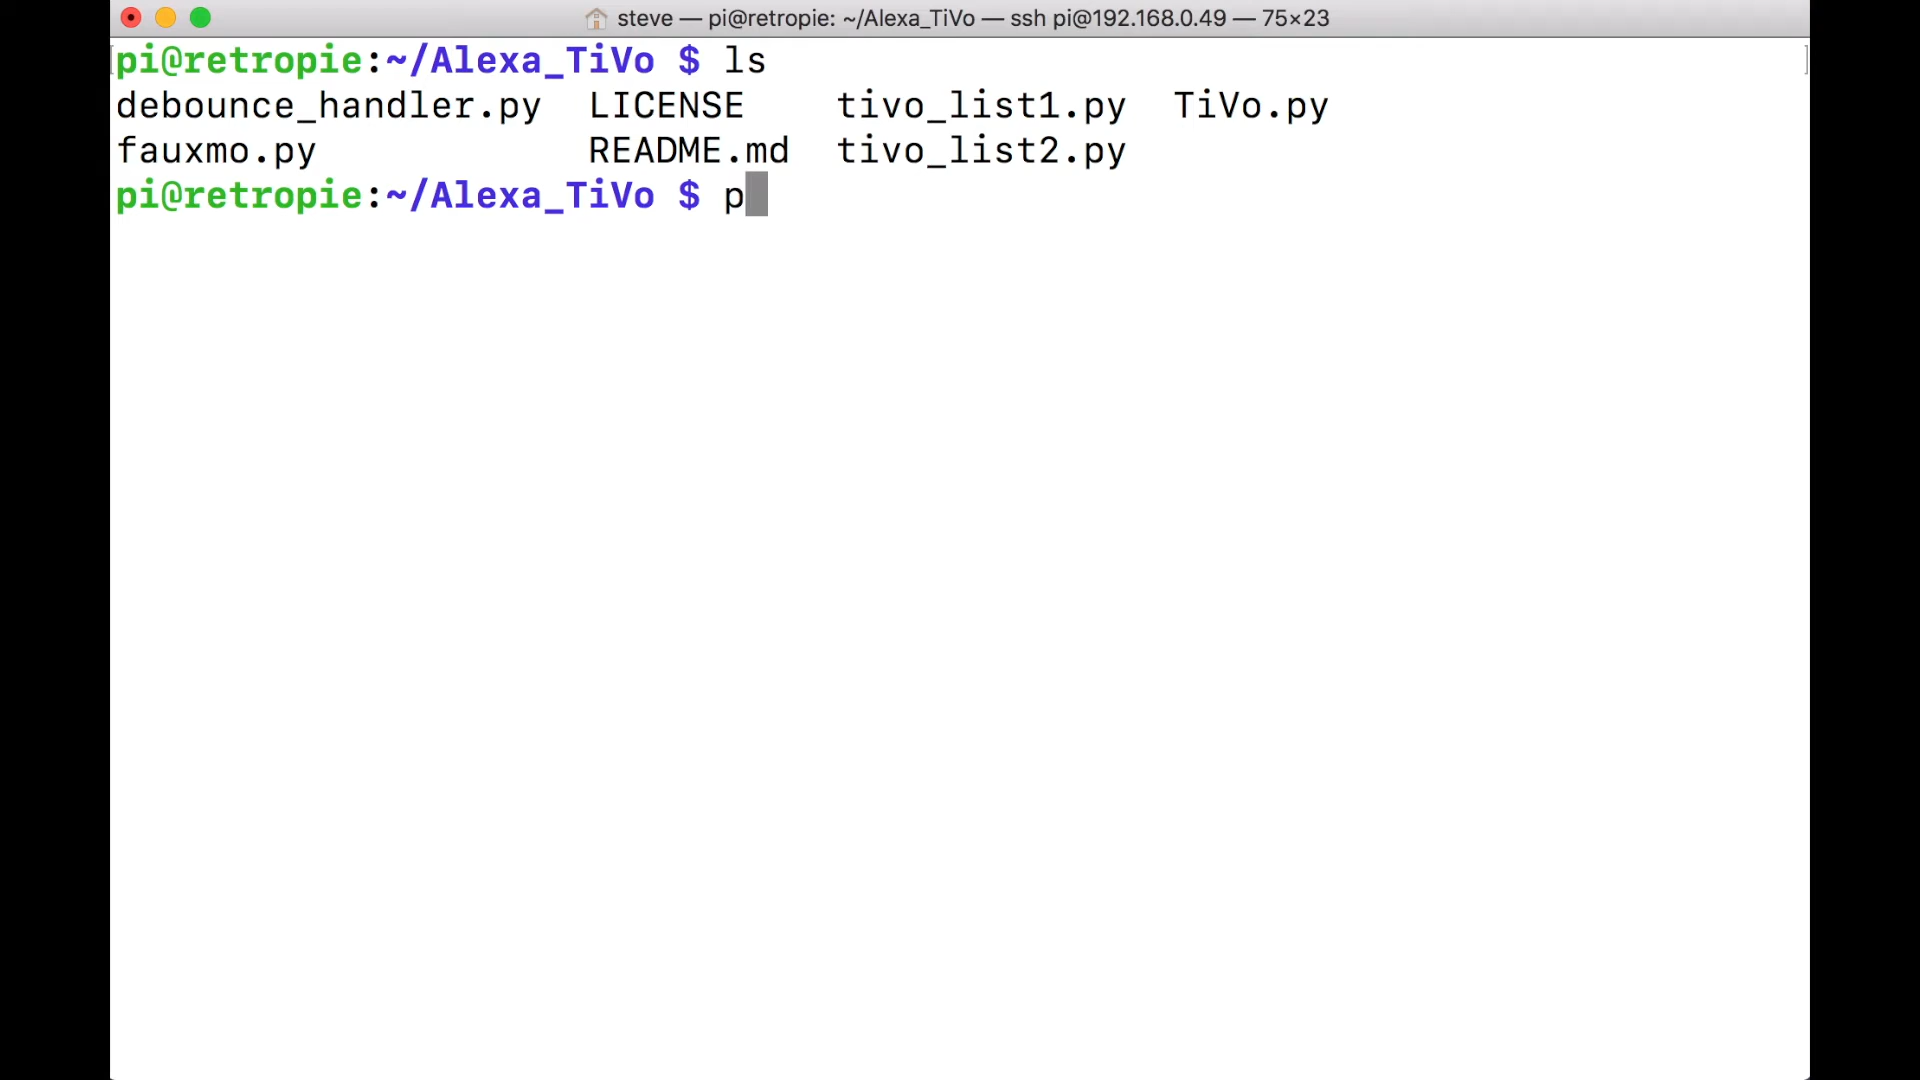 steve — pi@retropie: ~/Alexa_TiVo — ssh pi@192.168.0.49 — 75×23
pi@retropie:~/Alexa_TiVo $ ls
debounce_handler.py  LICENSE    tivo_list1.py  TiVo.py
fauxmo.py            README.md  tivo_list2.py
pi@retropie:~/Alexa_TiVo $ p